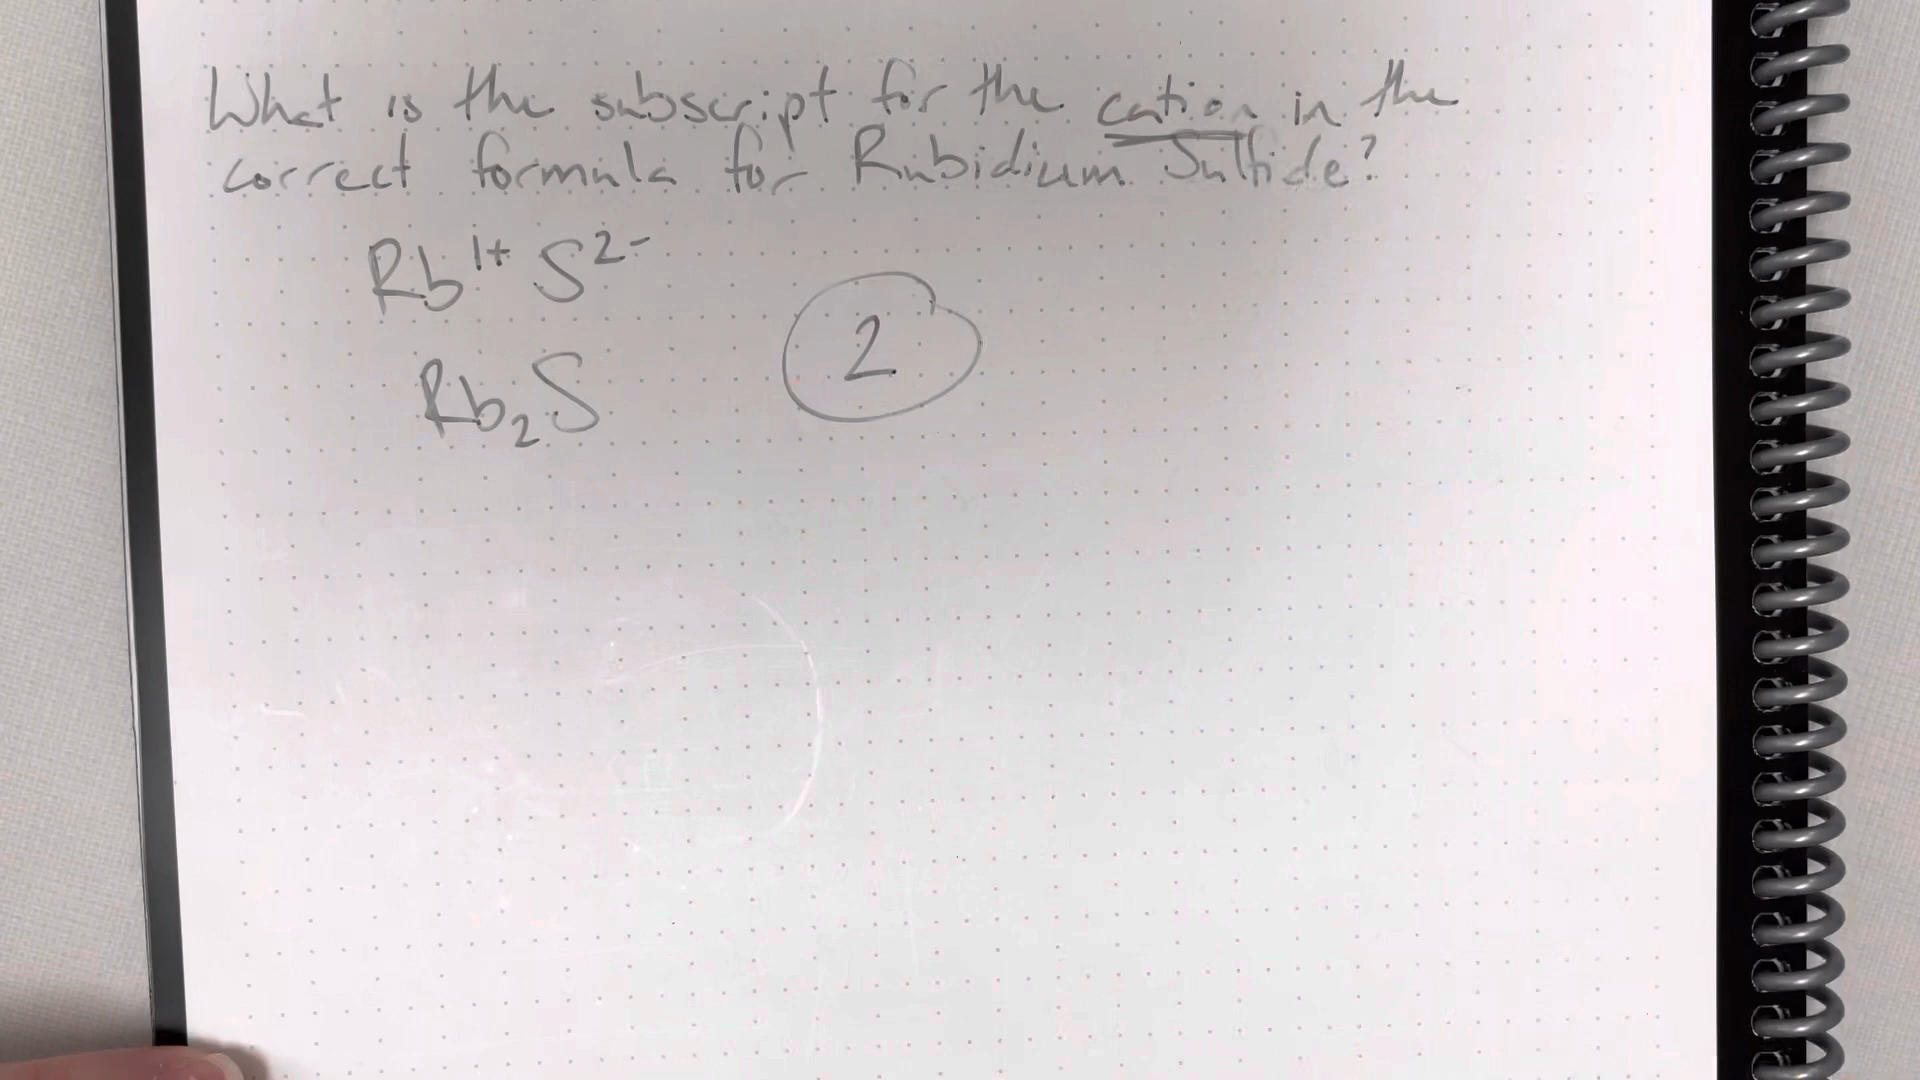 What is the subscript for the cation in the
correct formula for Rubidium Sulfide?
Rb¹⁺ S²⁻
2
Rb₂S